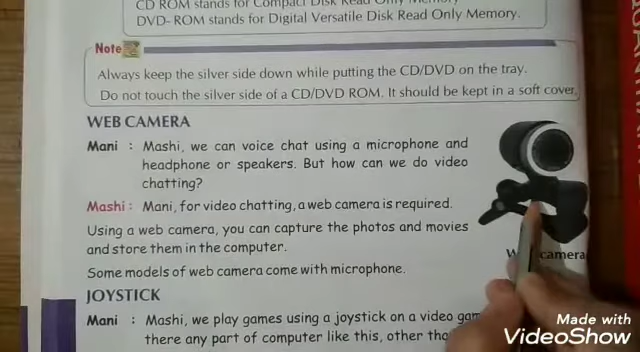 CD ROM stands for Compact Disk Read Only Memory
DVD- ROM stands for Digital Versatile Disk Read Only Memory.
Note
Always keep the silver side down while putting the CD/DVD on the tray.
Do not touch the silver side of a CD/DVD ROM. It should be kept in a soft cover.
WEB CAMERA
Mani : Mashi, we can voice chat using a microphone and
headphone or speakers. But how can we do video
chatting?
Mashi : Mani, for video chatting, a web camera is required.
Using a web camera, you can capture the photos and movies
and store them in the computer.
Some models of web camera come with microphone.
camera
JOYSTICK
Mani : Mashi, we play games using a joystick on a video
there any part of computer like this, other
Made with
VideoShow